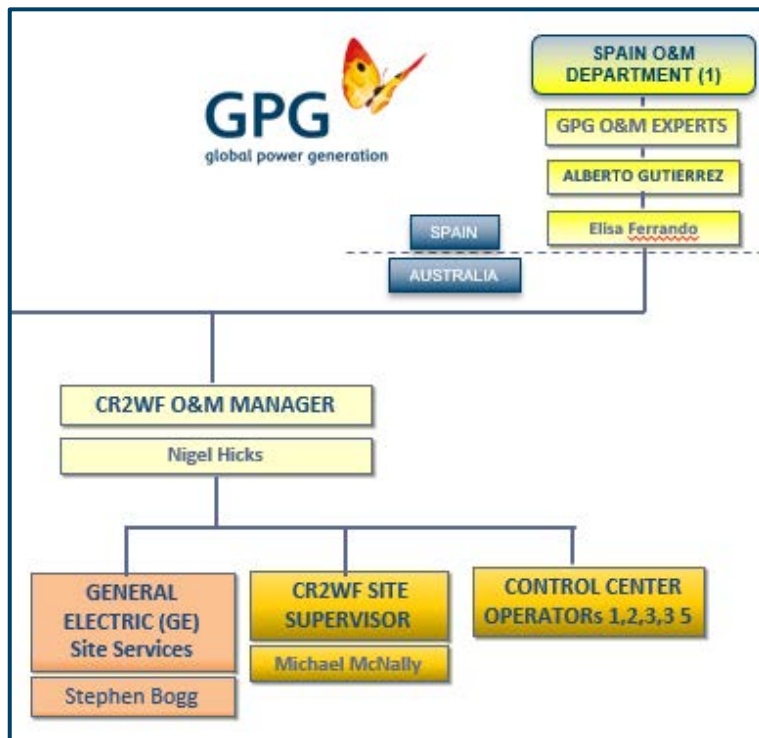 SPAIN O&M
DEPARTMENT (1)
GPG
global power generation
GPG O&M EXPERTS
ALBERTO GUTIERREZ
Elisa Ferrando
SPAIN
AUSTRALIA
CR2WF O&M MANAGER
Nigel Hicks
GENERAL
ELECTRIC (GE)
Site Services
Stephen Bogg
CR2WF SITE
SUPERVISOR
Michael McNally
CONTROL CENTER
OPERATORs 1,2,3,3 5